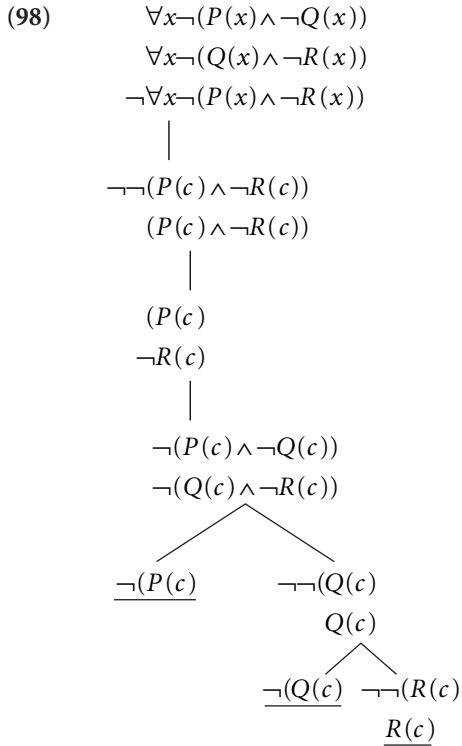 (98) ∀x¬(P(x)∧¬Q(x))
∀x¬(Q(x)∧¬R(x))
¬∀x¬(P(x)∧¬R(x))
¬¬(P(c)∧¬R(c))
(P(c)∧¬R(c))
(P(c)
¬R(c)
¬(P(c)∧¬Q(c))
¬(Q(c)∧¬R(c))
¬(P(c) ¬¬(Q(c)
Q(c)
¬(Q(c) ¬¬(R(c)
R(c)